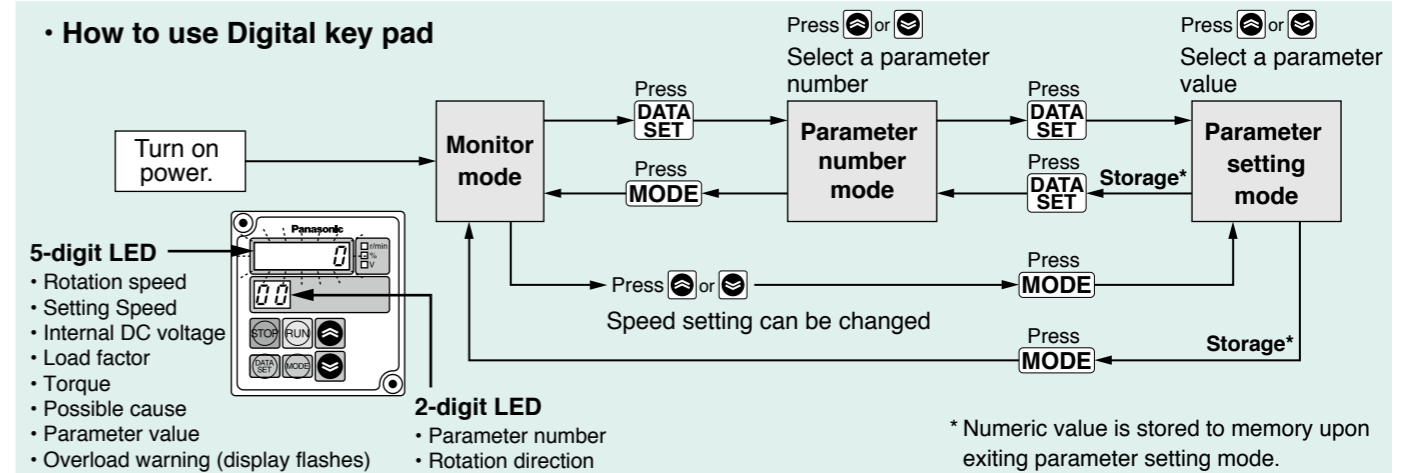 ・How to use Digital key pad
Press or
Select a parameter
number
Press or
Select a parameter
value
Turn on
power.
Monitor
mode
Press
DATA
SET
Press
MODE
Parameter
number
mode
Press
DATA
SET
Press
DATA
SET
Storage*
Parameter
setting
mode
Press or
Speed setting can be changed
Press
MODE
Press
MODE
Storage*
5-digit LED
・Rotation speed
・Setting Speed
・Internal DC voltage
・Load factor
・Torque
・Possible cause
・Parameter value
・Overload warning (display flashes)
Panasonic
0
r/min
%
V
00
STOP RUN
DATA
SET
MODE
2-digit LED
・Parameter number
・Rotation direction
* Numeric value is stored to memory upon
exiting parameter setting mode.